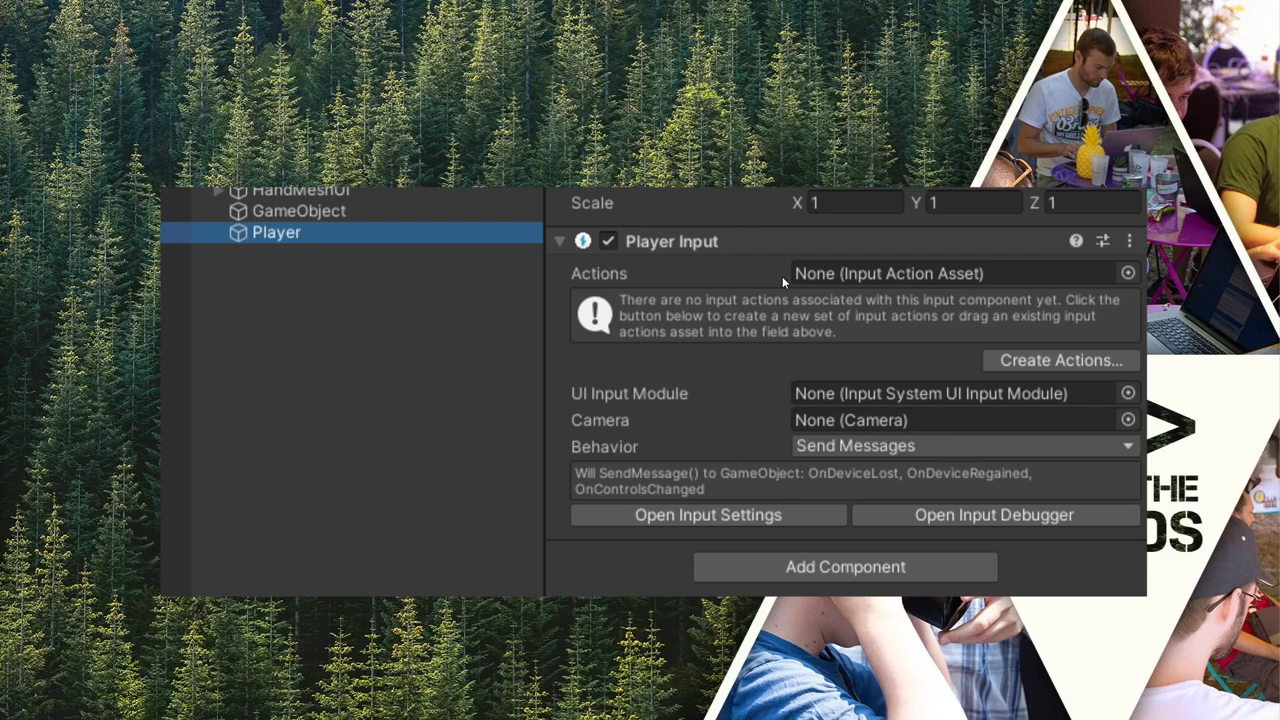 HandMeshUI
GameObject
Player
Scale X 1 Y 1 Z 1
Player Input
Actions None (Input Action Asset)
There are no input actions associated with this input component yet. Click the
button below to create a new set of input actions or drag an existing input
actions asset into the field above.
Create Actions...
UI Input Module None (Input System UI Input Module)
Camera None (Camera)
Behavior Send Messages
Will SendMessage() to GameObject: OnDeviceLost, OnDeviceRegained,
OnControlsChanged
Open Input Settings Open Input Debugger
Add Component
THE